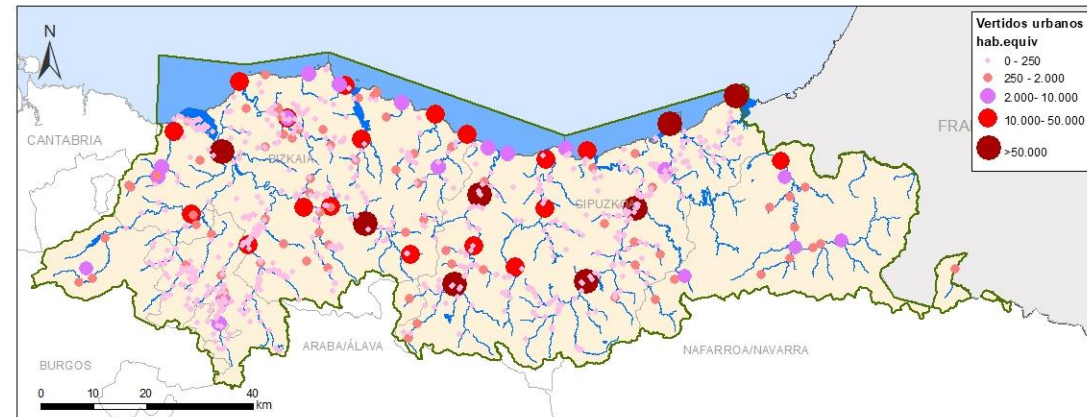 Vertidos urbanos
hab.equiv
0 - 250
250 - 2.000
2.000- 10.000
10.000- 50.000
>50.000
N
CANTABRIA
BIZKAIA
GIPUZKO
FRA
BURGOS
ARABA/ÁLAVA
NAFARROA/NAVARRA
0 10 20 40
km